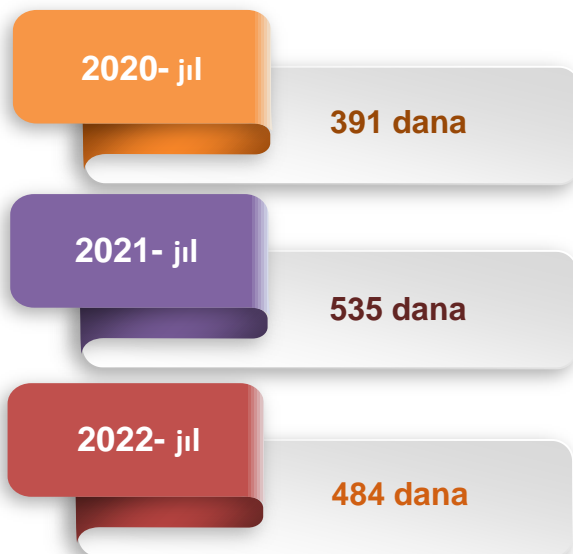 2020- jıl
391 dana
2021- jıl
535 dana
2022- jıl
484 dana